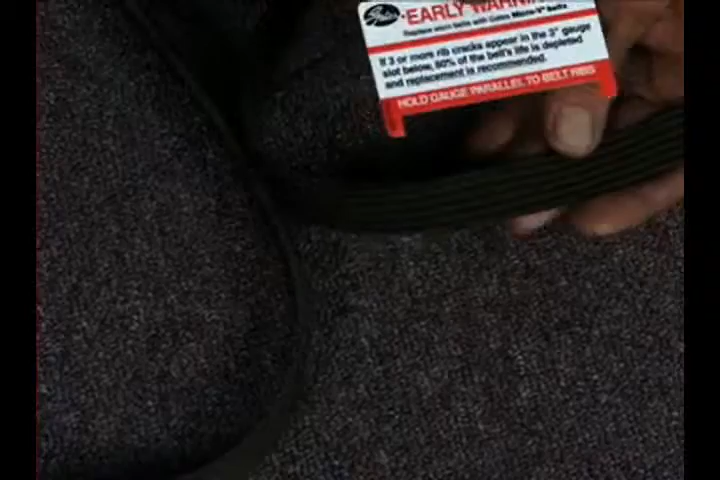 Gates
EARLY WARNI
Replace worn belts with Gates Micro-V® belts
If 3 or more rib cracks appear in the 3" gauge
slot below, 80% of the belt's life is depleted
and replacement is recommended.
HOLD GAUGE PARALLEL TO BELT RIBS